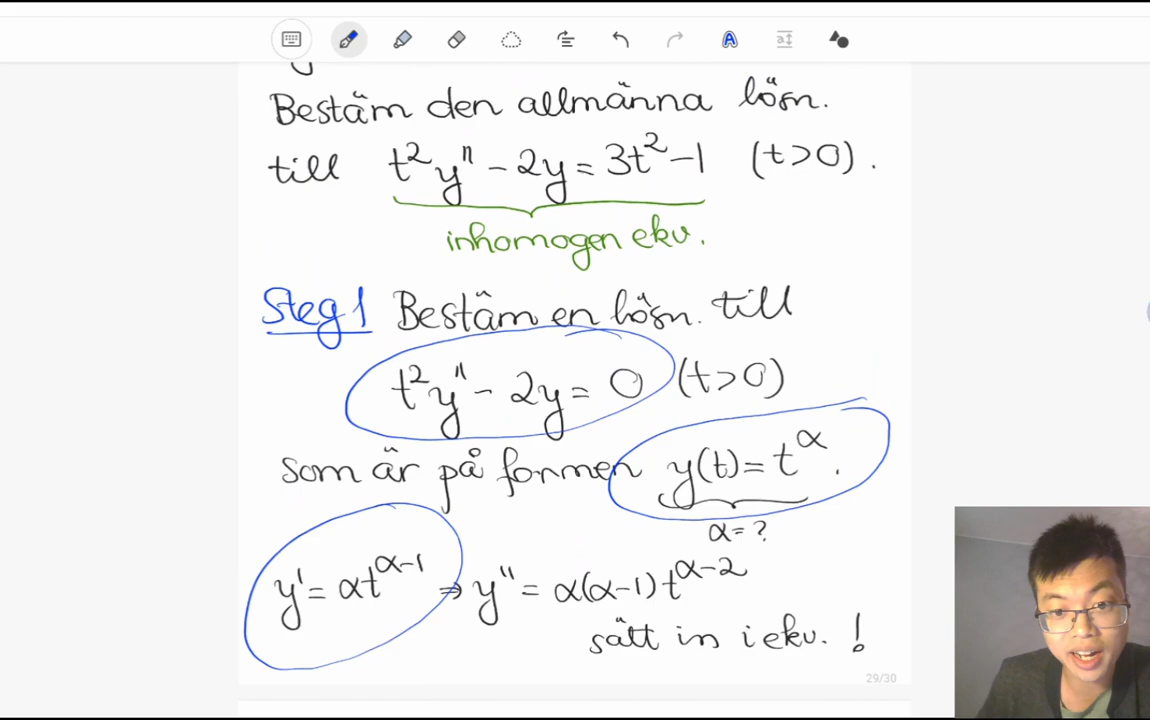 Bestäm den allmänna lösn.
till t²y'' - 2y = 3t² - 1 (t>0).
inhomogen ekv.
Steg 1 Bestäm en lösn. till
t²y'' - 2y = 0 (t>0)
som är på formen y(t) = t^α.
α = ?
y' = αt^(α-1) ⇒ y'' = α(α-1)t^(α-2)
sätt in i ekv. !
29/30